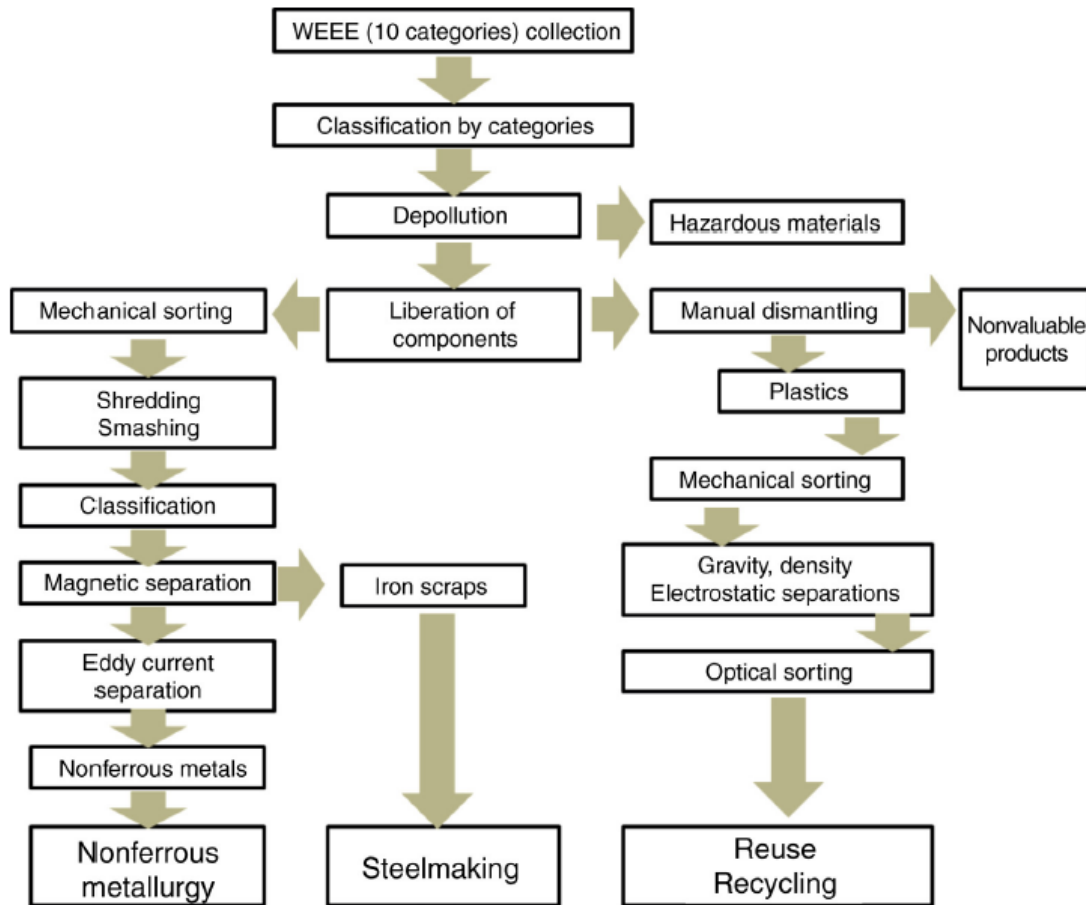 WEEE (10 categories) collection
Classification by categories
Depollution
Hazardous materials
Mechanical sorting
Liberation of
components
Manual dismantling
Nonvaluable
products
Shredding
Smashing
Plastics
Classification
Mechanical sorting
Magnetic separation
Iron scraps
Gravity, density
Electrostatic separations
Eddy current
separation
Optical sorting
Nonferrous metals
Nonferrous
metallurgy
Steelmaking
Reuse
Recycling